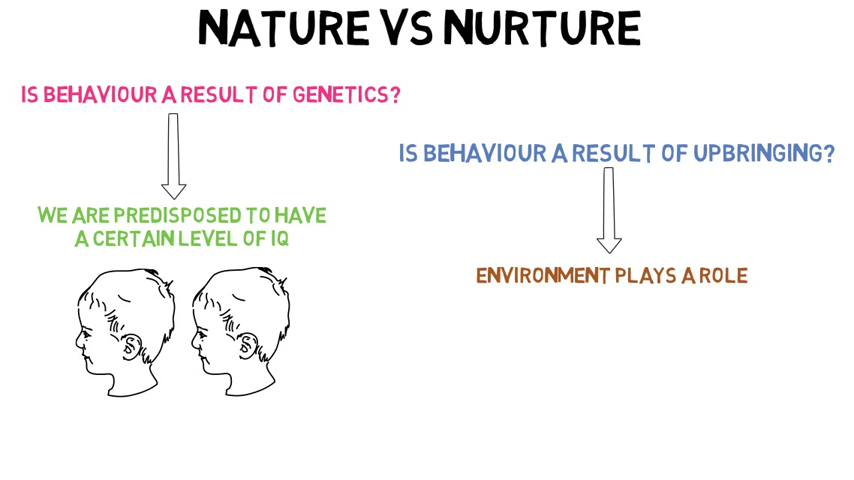 NATURE VS NURTURE
IS BEHAVIOUR A RESULT OF GENETICS?
WE ARE PREDISPOSED TO HAVE
A CERTAIN LEVEL OF IQ
IS BEHAVIOUR A RESULT OF UPBRINGING?
ENVIRONMENT PLAYS A ROLE